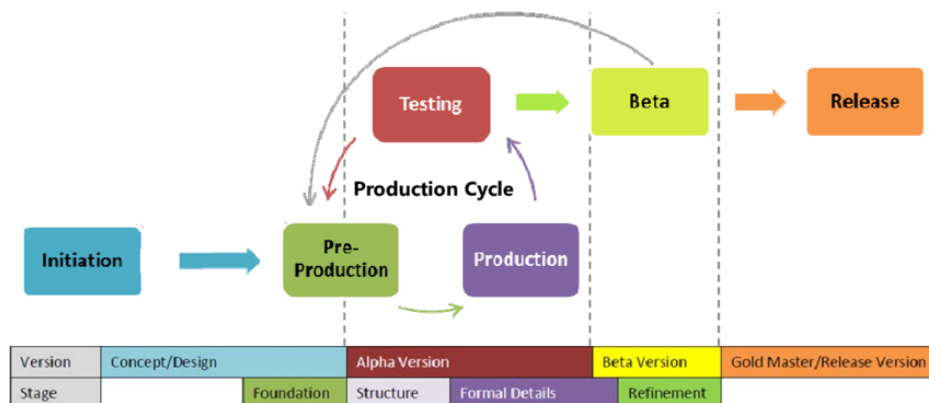 Testing
Beta
Release
Production Cycle
Initiation
Pre-
Production
Production
Version
Concept/Design
Alpha Version
Beta Version
Gold Master/Release Version
Stage
Foundation
Structure
Formal Details
Refinement